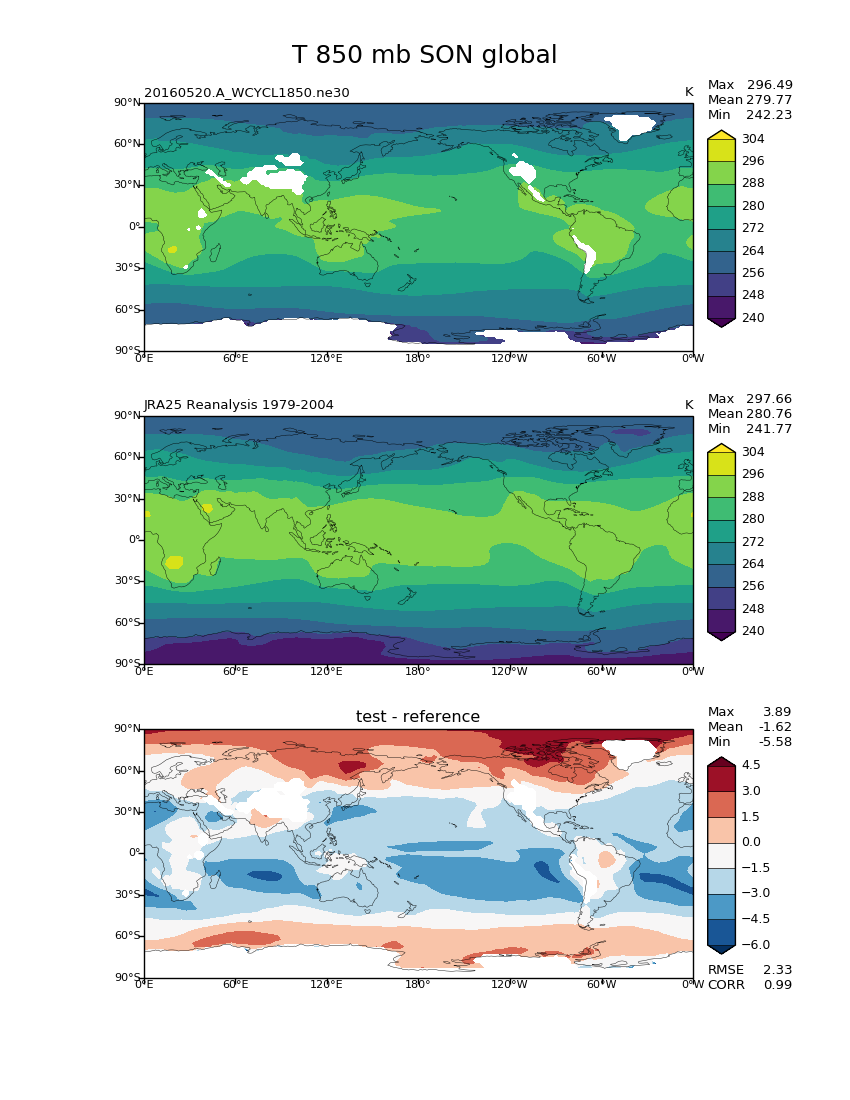 T 850 mb SON global
20160520.A_WCYCL1850.ne30
K
Max 296.49
Mean 279.77
Min 242.23
90°N
60°N
30°N
0°
30°S
60°S
90°S
0°E 60°E 120°E 180° 120°W 60°W 0°W
304
296
288
280
272
264
256
248
240
JRA25 Reanalysis 1979-2004
K
Max 297.66
Mean 280.76
Min 241.77
90°N
60°N
30°N
0°
30°S
60°S
90°S
0°E 60°E 120°E 180° 120°W 60°W 0°W
304
296
288
280
272
264
256
248
240
test - reference
Max 3.89
Mean -1.62
Min -5.58
90°N
60°N
30°N
0°
30°S
60°S
90°S
0°E 60°E 120°E 180° 120°W 60°W 0°W
4.5
3.0
1.5
0.0
−1.5
−3.0
−4.5
−6.0
RMSE 2.33
CORR 0.99